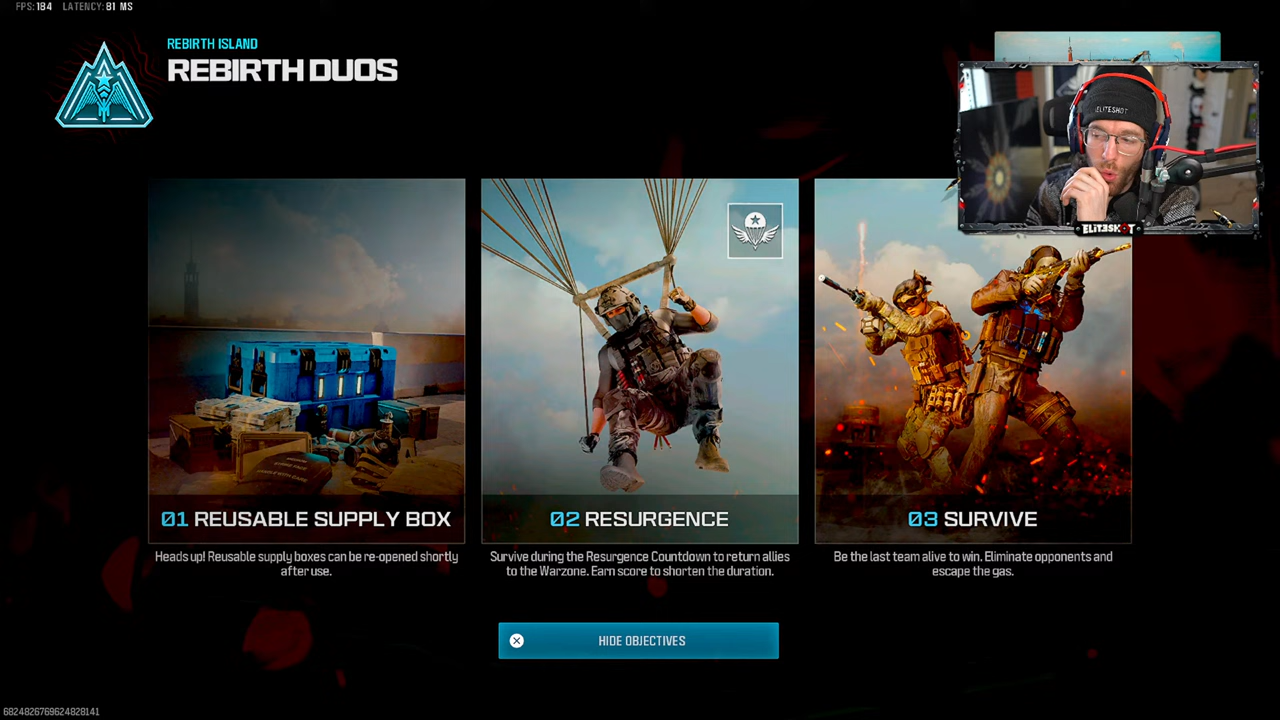 FPS: 184 LATENCY: 81 MS
REBIRTH ISLAND
REBIRTH DUOS
ELITESHOT
ELITESHOT
01 REUSABLE SUPPLY BOX
02 RESURGENCE
03 SURVIVE
Heads up! Reusable supply boxes can be re-opened shortly
after use.
Survive during the Resurgence Countdown to return allies
to the Warzone. Earn score to shorten the duration.
Be the last team alive to win. Eliminate opponents and
escape the gas.
HIDE OBJECTIVES
6824826769624828141